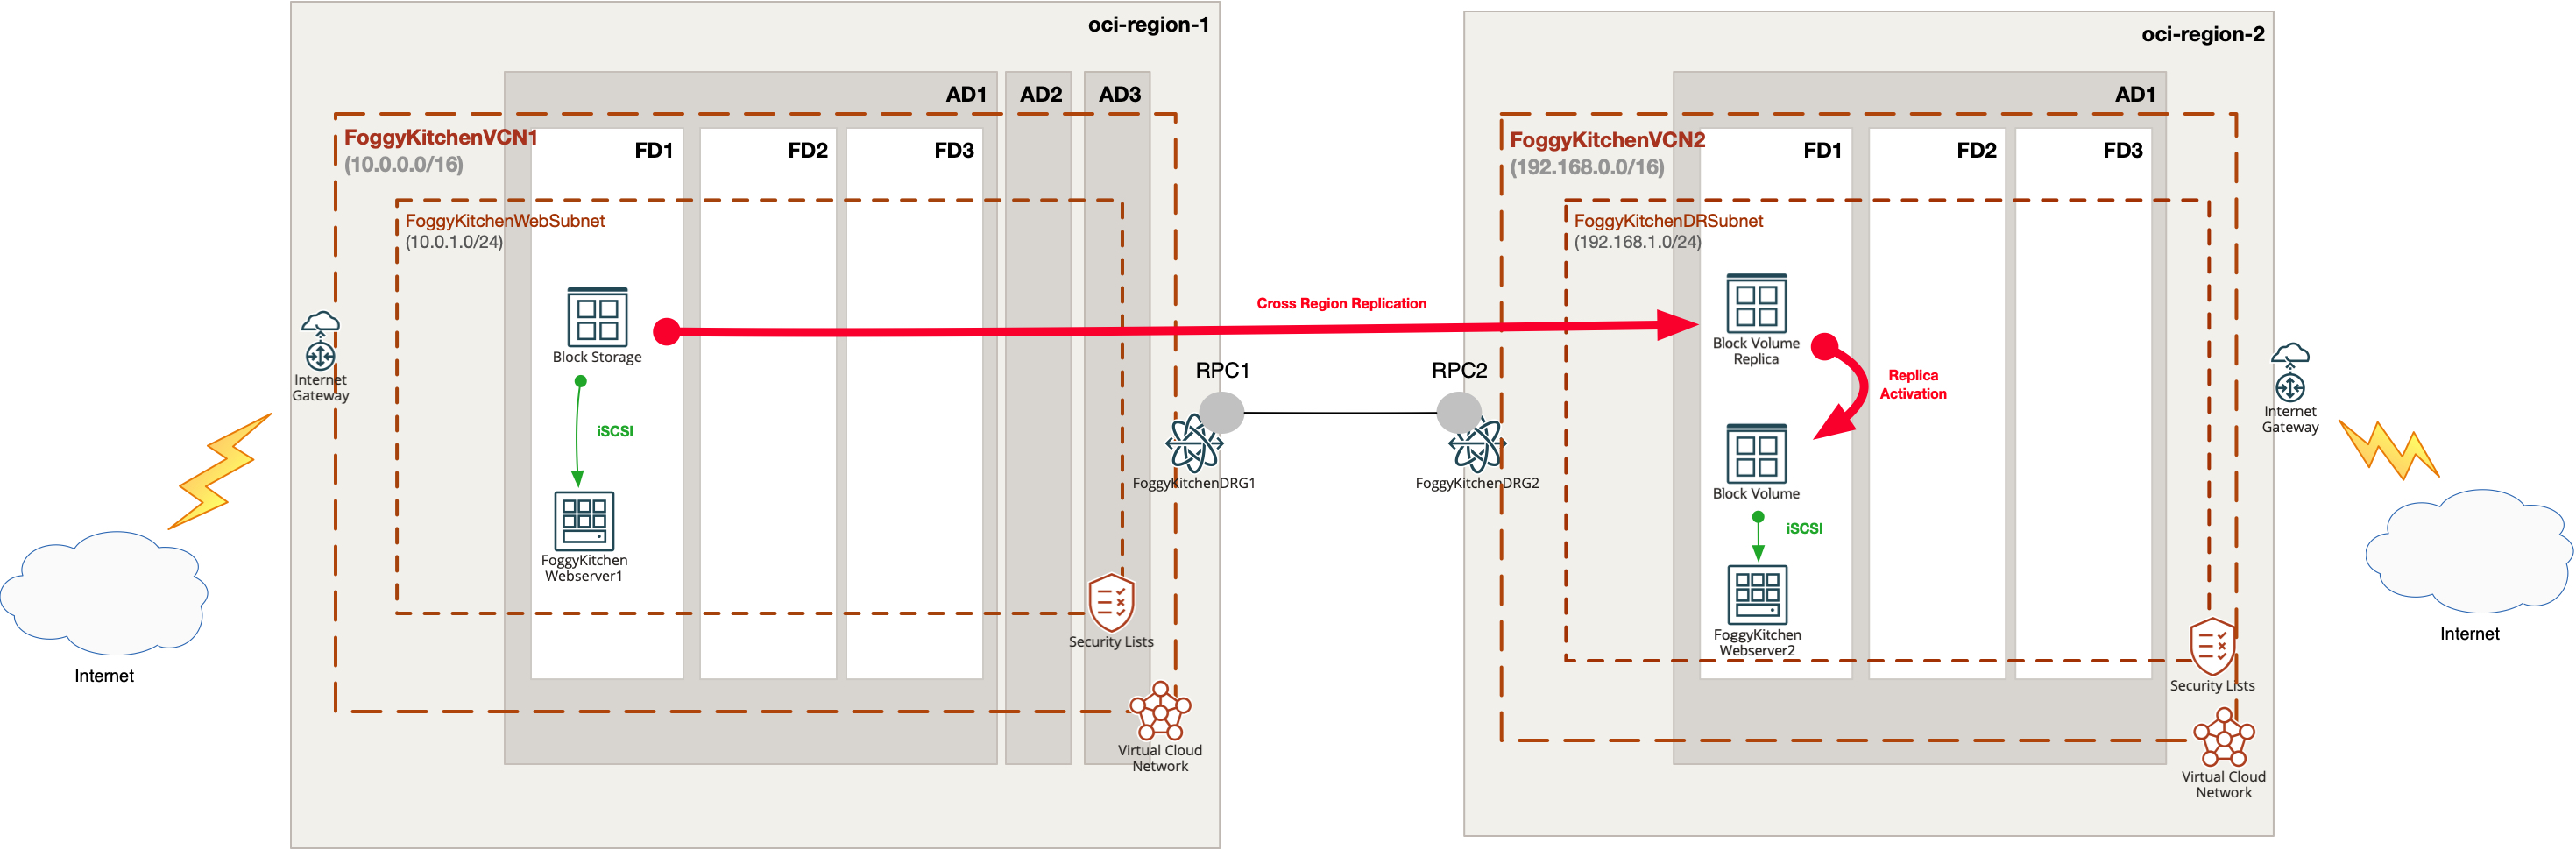 oci-region-1
AD1
AD2
AD3
FoggyKitchenVCN1
(10.0.0.0/16)
FD1
FD2
FD3
FoggyKitchenWebSubnet
(10.0.1.0/24)
Block Storage
iSCSI
FoggyKitchen
Webserver1
Internet
Gateway
Internet
Security Lists
Virtual Cloud
Network
Cross Region Replication
RPC1
RPC2
FoggyKitchenDRG1
FoggyKitchenDRG2
oci-region-2
AD1
FoggyKitchenVCN2
(192.168.0.0/16)
FD1
FD2
FD3
FoggyKitchenDRSubnet
(192.168.1.0/24)
Block Volume
Replica
Replica
Activation
Block Volume
iSCSI
FoggyKitchen
Webserver2
Internet
Gateway
Internet
Security Lists
Virtual Cloud
Network